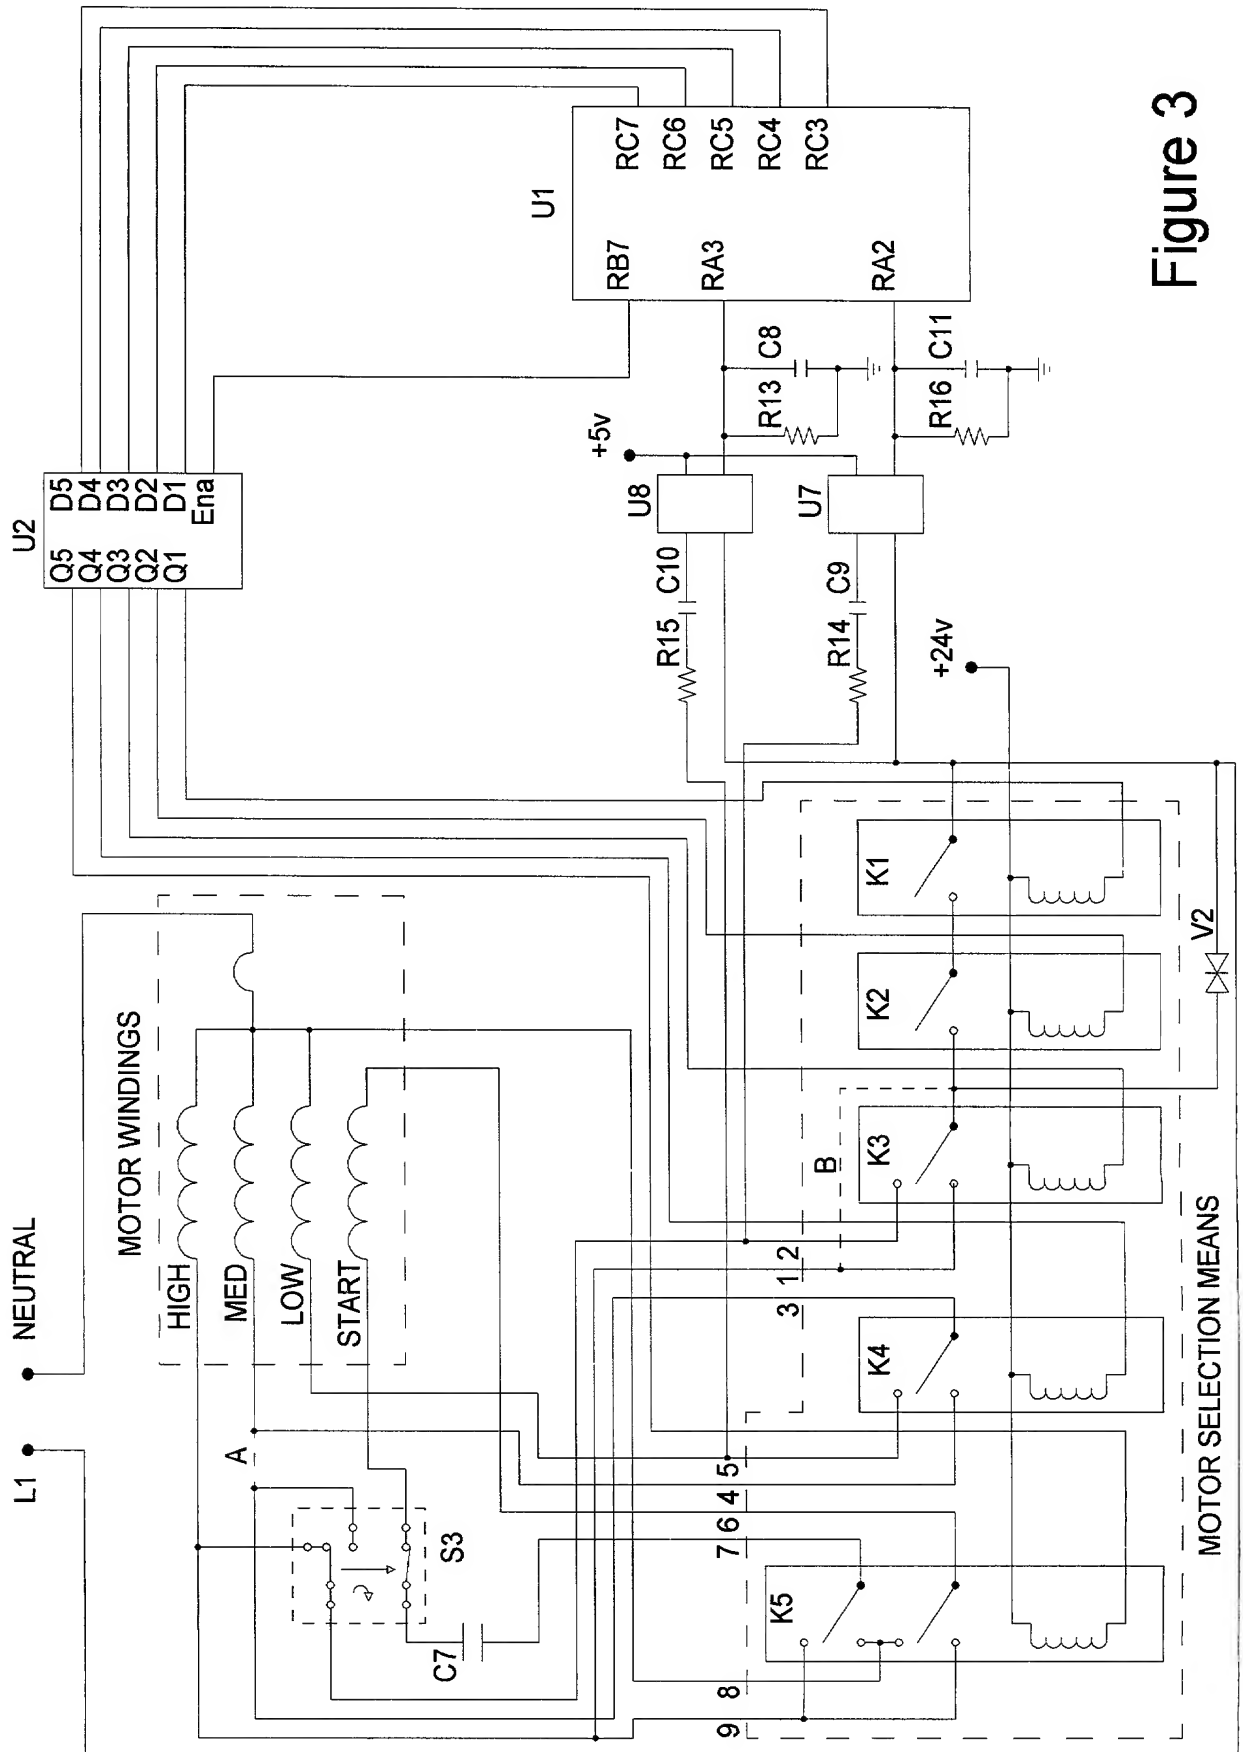 L1
NEUTRAL
MOTOR WINDINGS
HIGH
MED
LOW
START
A
S3
C7
U2
Q5 D5
Q4 D4
Q3 D3
Q2 D2
Q1 D1
Ena
U1
RB7
RA3
RA2
RC7
RC6
RC5
RC4
RC3
+5v
U8
U7
R13
C8
R16
C11
R15
C10
R14
C9
+24v
K1
K2
K3
K4
K5
B
V2
1
2
3
4
5
6
7
8
9
MOTOR SELECTION MEANS
Figure 3